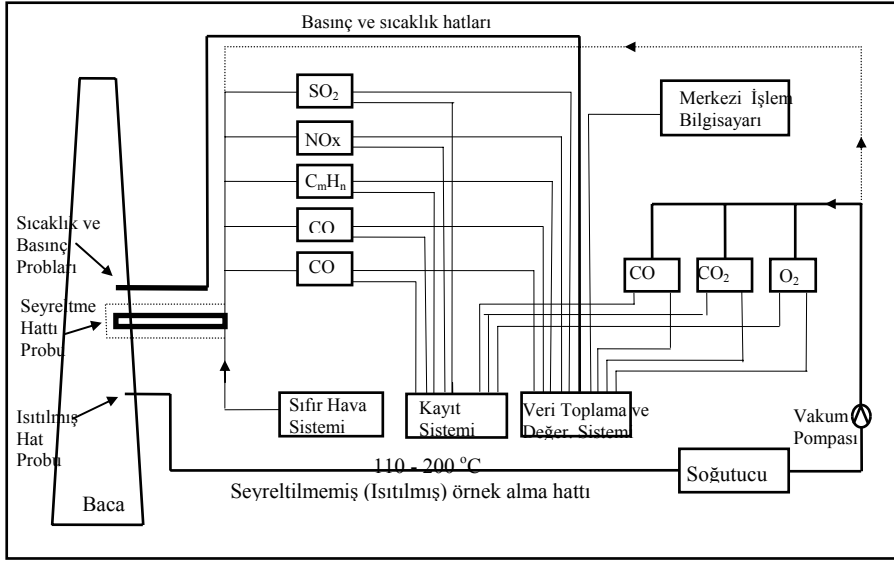 Basınç ve sıcaklık hatları
SO₂
NOx
CₘHₙ
CO
CO
Merkezi İşlem
Bilgisayarı
Sıcaklık ve
Basınç
Probları
Seyreltme
Hattı
Probu
Isıtılmış
Hat
Probu
CO
CO₂
O₂
Sıfır Hava
Sistemi
Kayıt
Sistemi
Veri Toplama ve
Değer. Sistemi
Vakum
Pompası
Soğutucu
110 - 200 °C
Seyreltilmemiş (Isıtılmış) örnek alma hattı
Baca